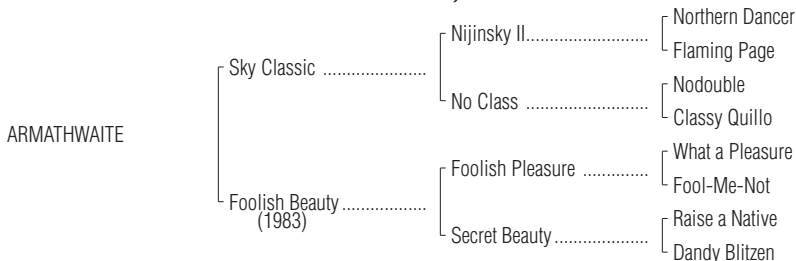 Northern Dancer
Nijinsky II..........................
Flaming Page
Sky Classic ......................
Nodouble
No Class ..........................
Classy Quillo
ARMATHWAITE
What a Pleasure
Foolish Pleasure ..............
Fool-Me-Not
Foolish Beauty ..................
(1983)
Raise a Native
Secret Beauty....................
Dandy Blitzen